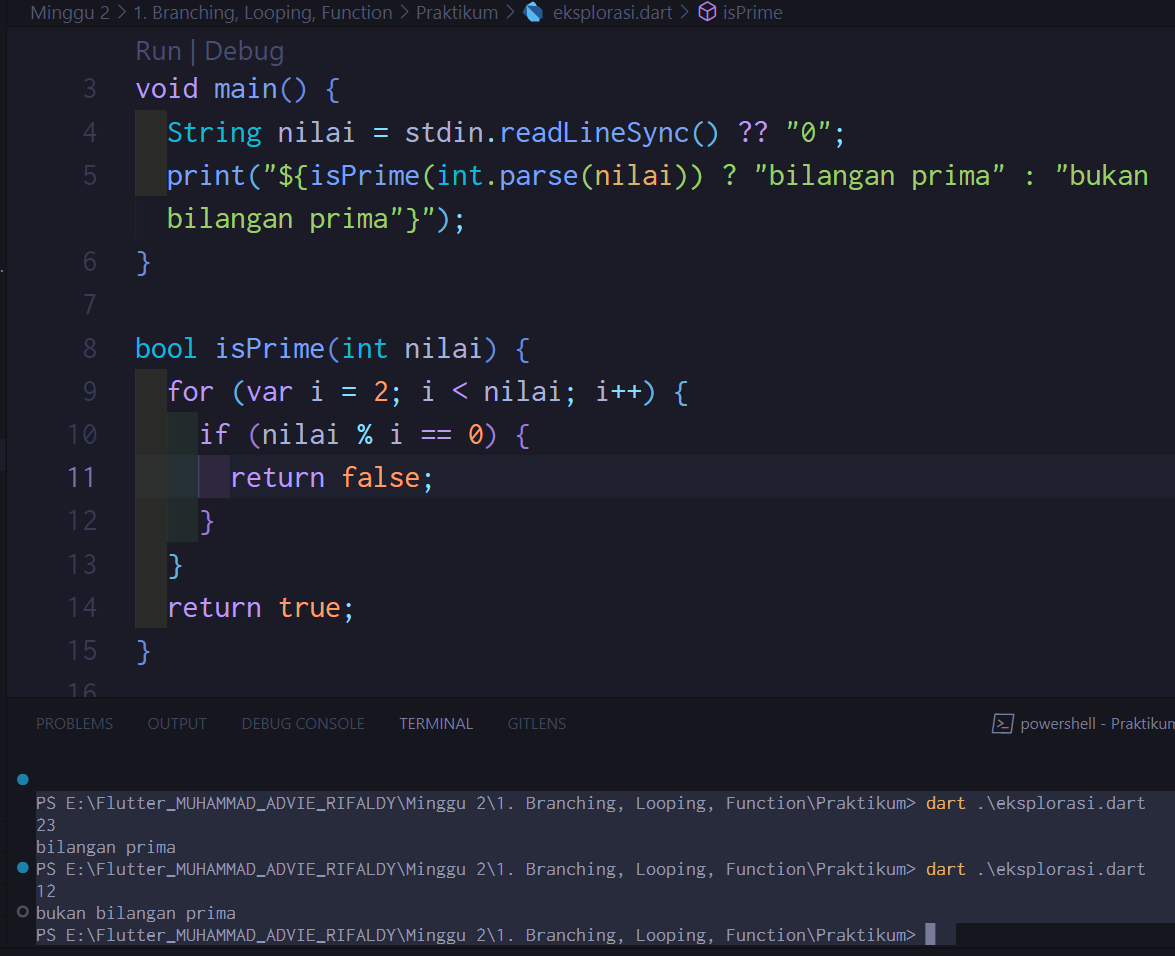 Minggu 2 > 1. Branching, Looping, Function > Praktikum > eksplorasi.dart > isPrime
Run | Debug
3 void main() {
4 String nilai = stdin.readLineSync() ?? "0";
5 print("${isPrime(int.parse(nilai)) ? "bilangan prima" : "bukan
bilangan prima"}");
6 }
7
8 bool isPrime(int nilai) {
9 for (var i = 2; i < nilai; i++) {
10 if (nilai % i == 0) {
11 return false;
12 }
13 }
14 return true;
15 }
16
PROBLEMS OUTPUT DEBUG CONSOLE TERMINAL GITLENS powershell - Praktikum
PS E:\Flutter_MUHAMMAD_ADVIE_RIFALDY\Minggu 2\1. Branching, Looping, Function\Praktikum> dart .\eksplorasi.dart
23
bilangan prima
PS E:\Flutter_MUHAMMAD_ADVIE_RIFALDY\Minggu 2\1. Branching, Looping, Function\Praktikum> dart .\eksplorasi.dart
12
bukan bilangan prima
PS E:\Flutter_MUHAMMAD_ADVIE_RIFALDY\Minggu 2\1. Branching, Looping, Function\Praktikum>